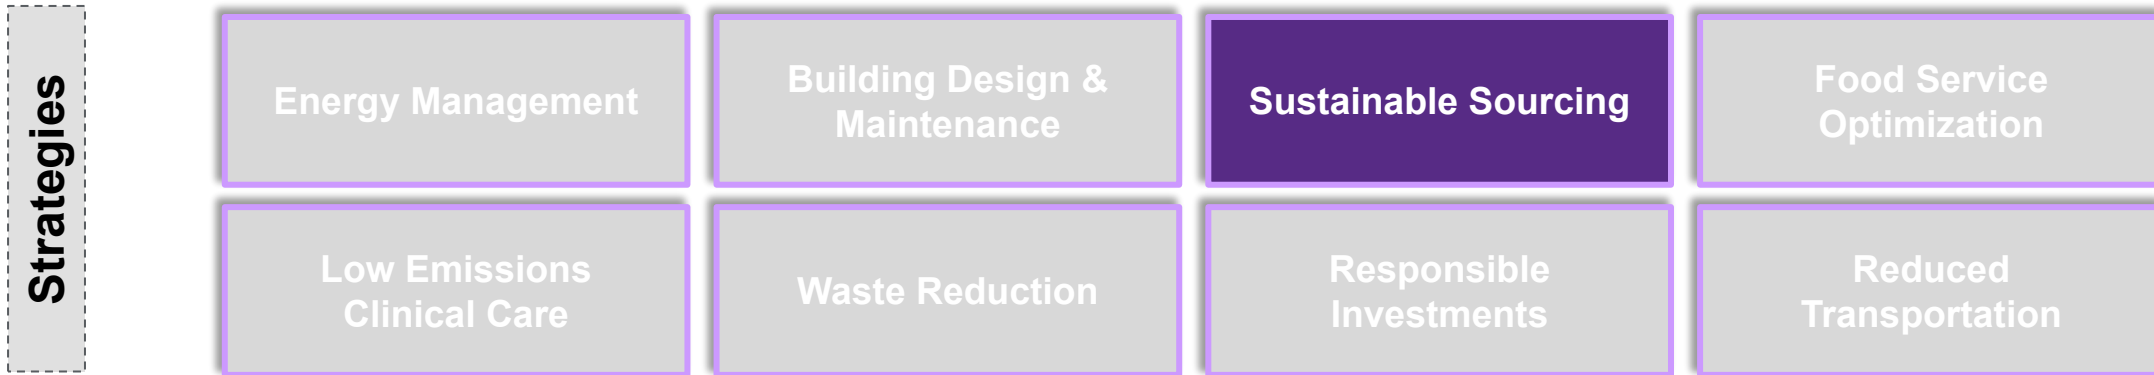 Strategies
Energy Management
Building Design &
Maintenance
Sustainable Sourcing
Food Service
Optimization
Low Emissions
Clinical Care
Waste Reduction
Responsible
Investments
Reduced
Transportation